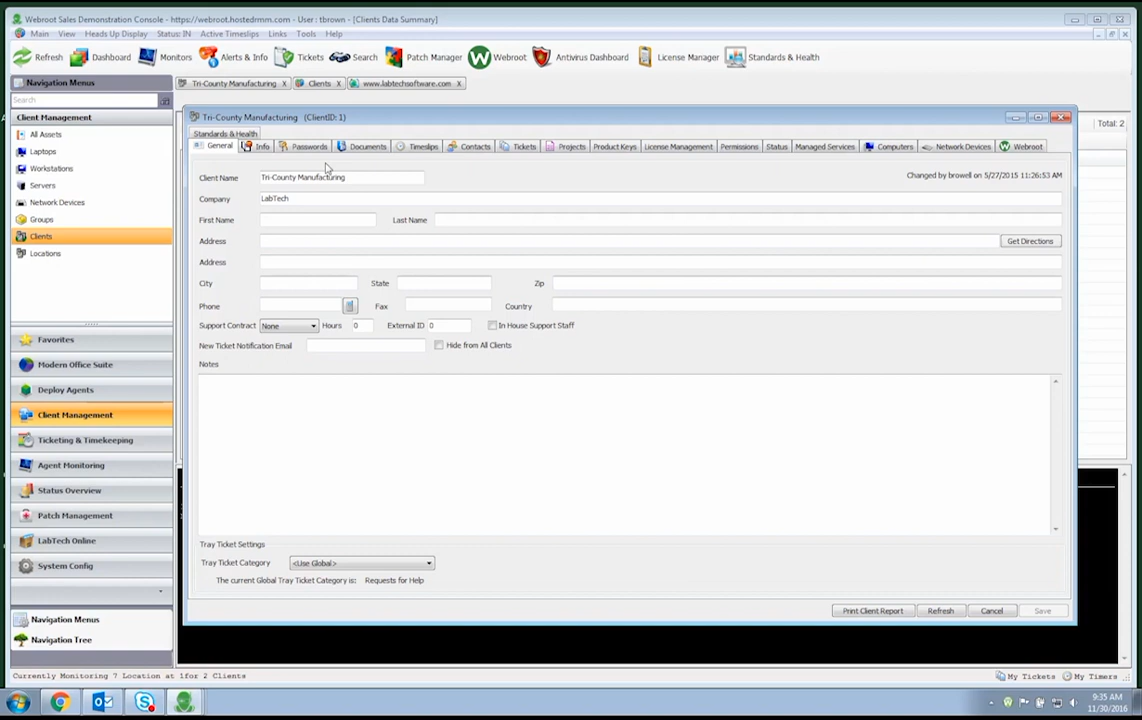 Webroot Sales Demonstration Console - https://webroot.hostedrmm.com - User : tbrown - [Clients Data Summary]
Main View Heads Up Display Status: IN Active Timeslips Links Tools Help
Refresh Dashboard Monitors Alerts & Info Tickets Search Patch Manager Webroot Antivirus Dashboard License Manager Standards & Health
Navigation Menus
Tri-County Manufacturing X Clients X www.labtechsoftware.com X
Search
Client Management
All Assets
Laptops
Workstations
Servers
Network Devices
Groups
Clients
Locations
Favorites
Modern Office Suite
Deploy Agents
Client Management
Ticketing & Timekeeping
Agent Monitoring
Status Overview
Patch Management
LabTech Online
System Config
Navigation Menus
Navigation Tree
Total: 2
Tri-County Manufacturing (ClientID: 1)
Standards & Health
General Info Passwords Documents Timeslips Contacts Tickets Projects Product Keys License Management Permissions Status Managed Services Computers Network Devices Webroot
Client Name Tri-County Manufacturing Changed by browell on 5/27/2015 11:26:53 AM
Company LabTech
First Name Last Name
Address Get Directions
Address
City State Zip
Phone Fax Country
Support Contract None Hours 0 External ID 0 In House Support Staff
New Ticket Notification Email Hide from All Clients
Notes
Tray Ticket Settings
Tray Ticket Category <Use Global>
The current Global Tray Ticket Category is: Requests for Help
Print Client Report Refresh Cancel Save
Currently Monitoring 7 Location at 1for 2 Clients My Tickets My Timers
9:35 AM
11/30/2016